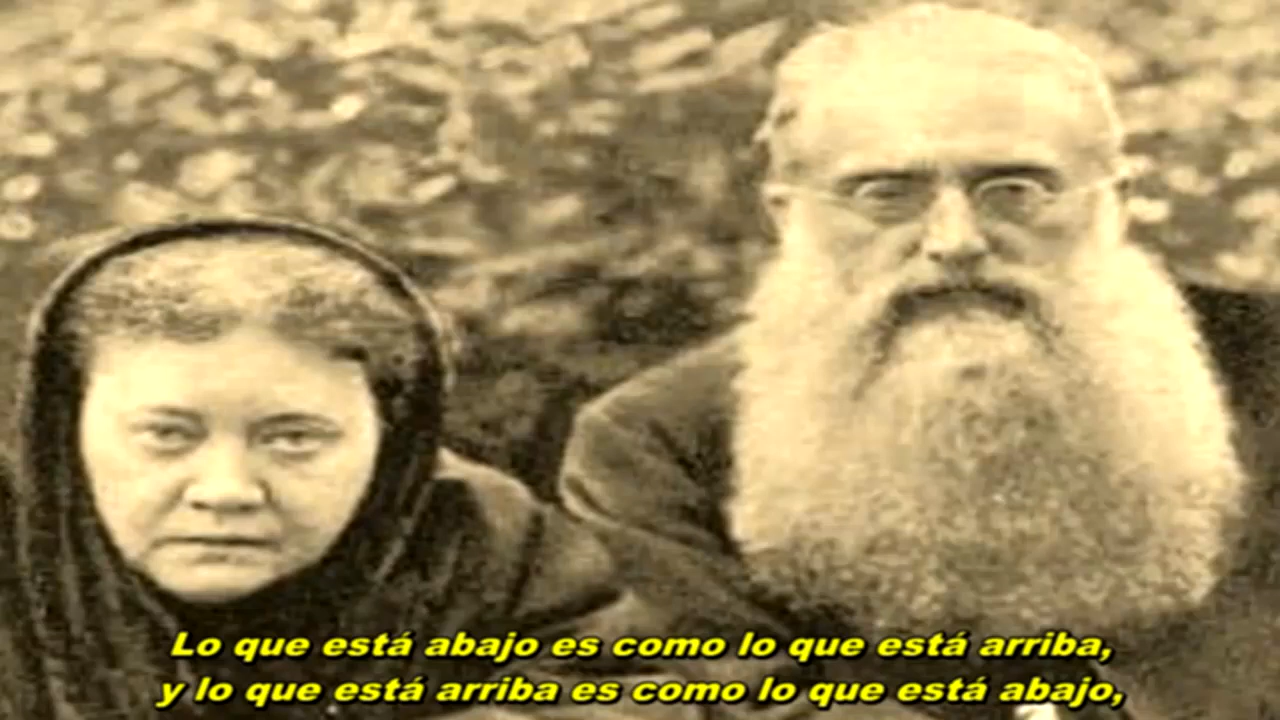 Lo que está abajo es como lo que está arriba,
y lo que está arriba es como lo que está abajo,